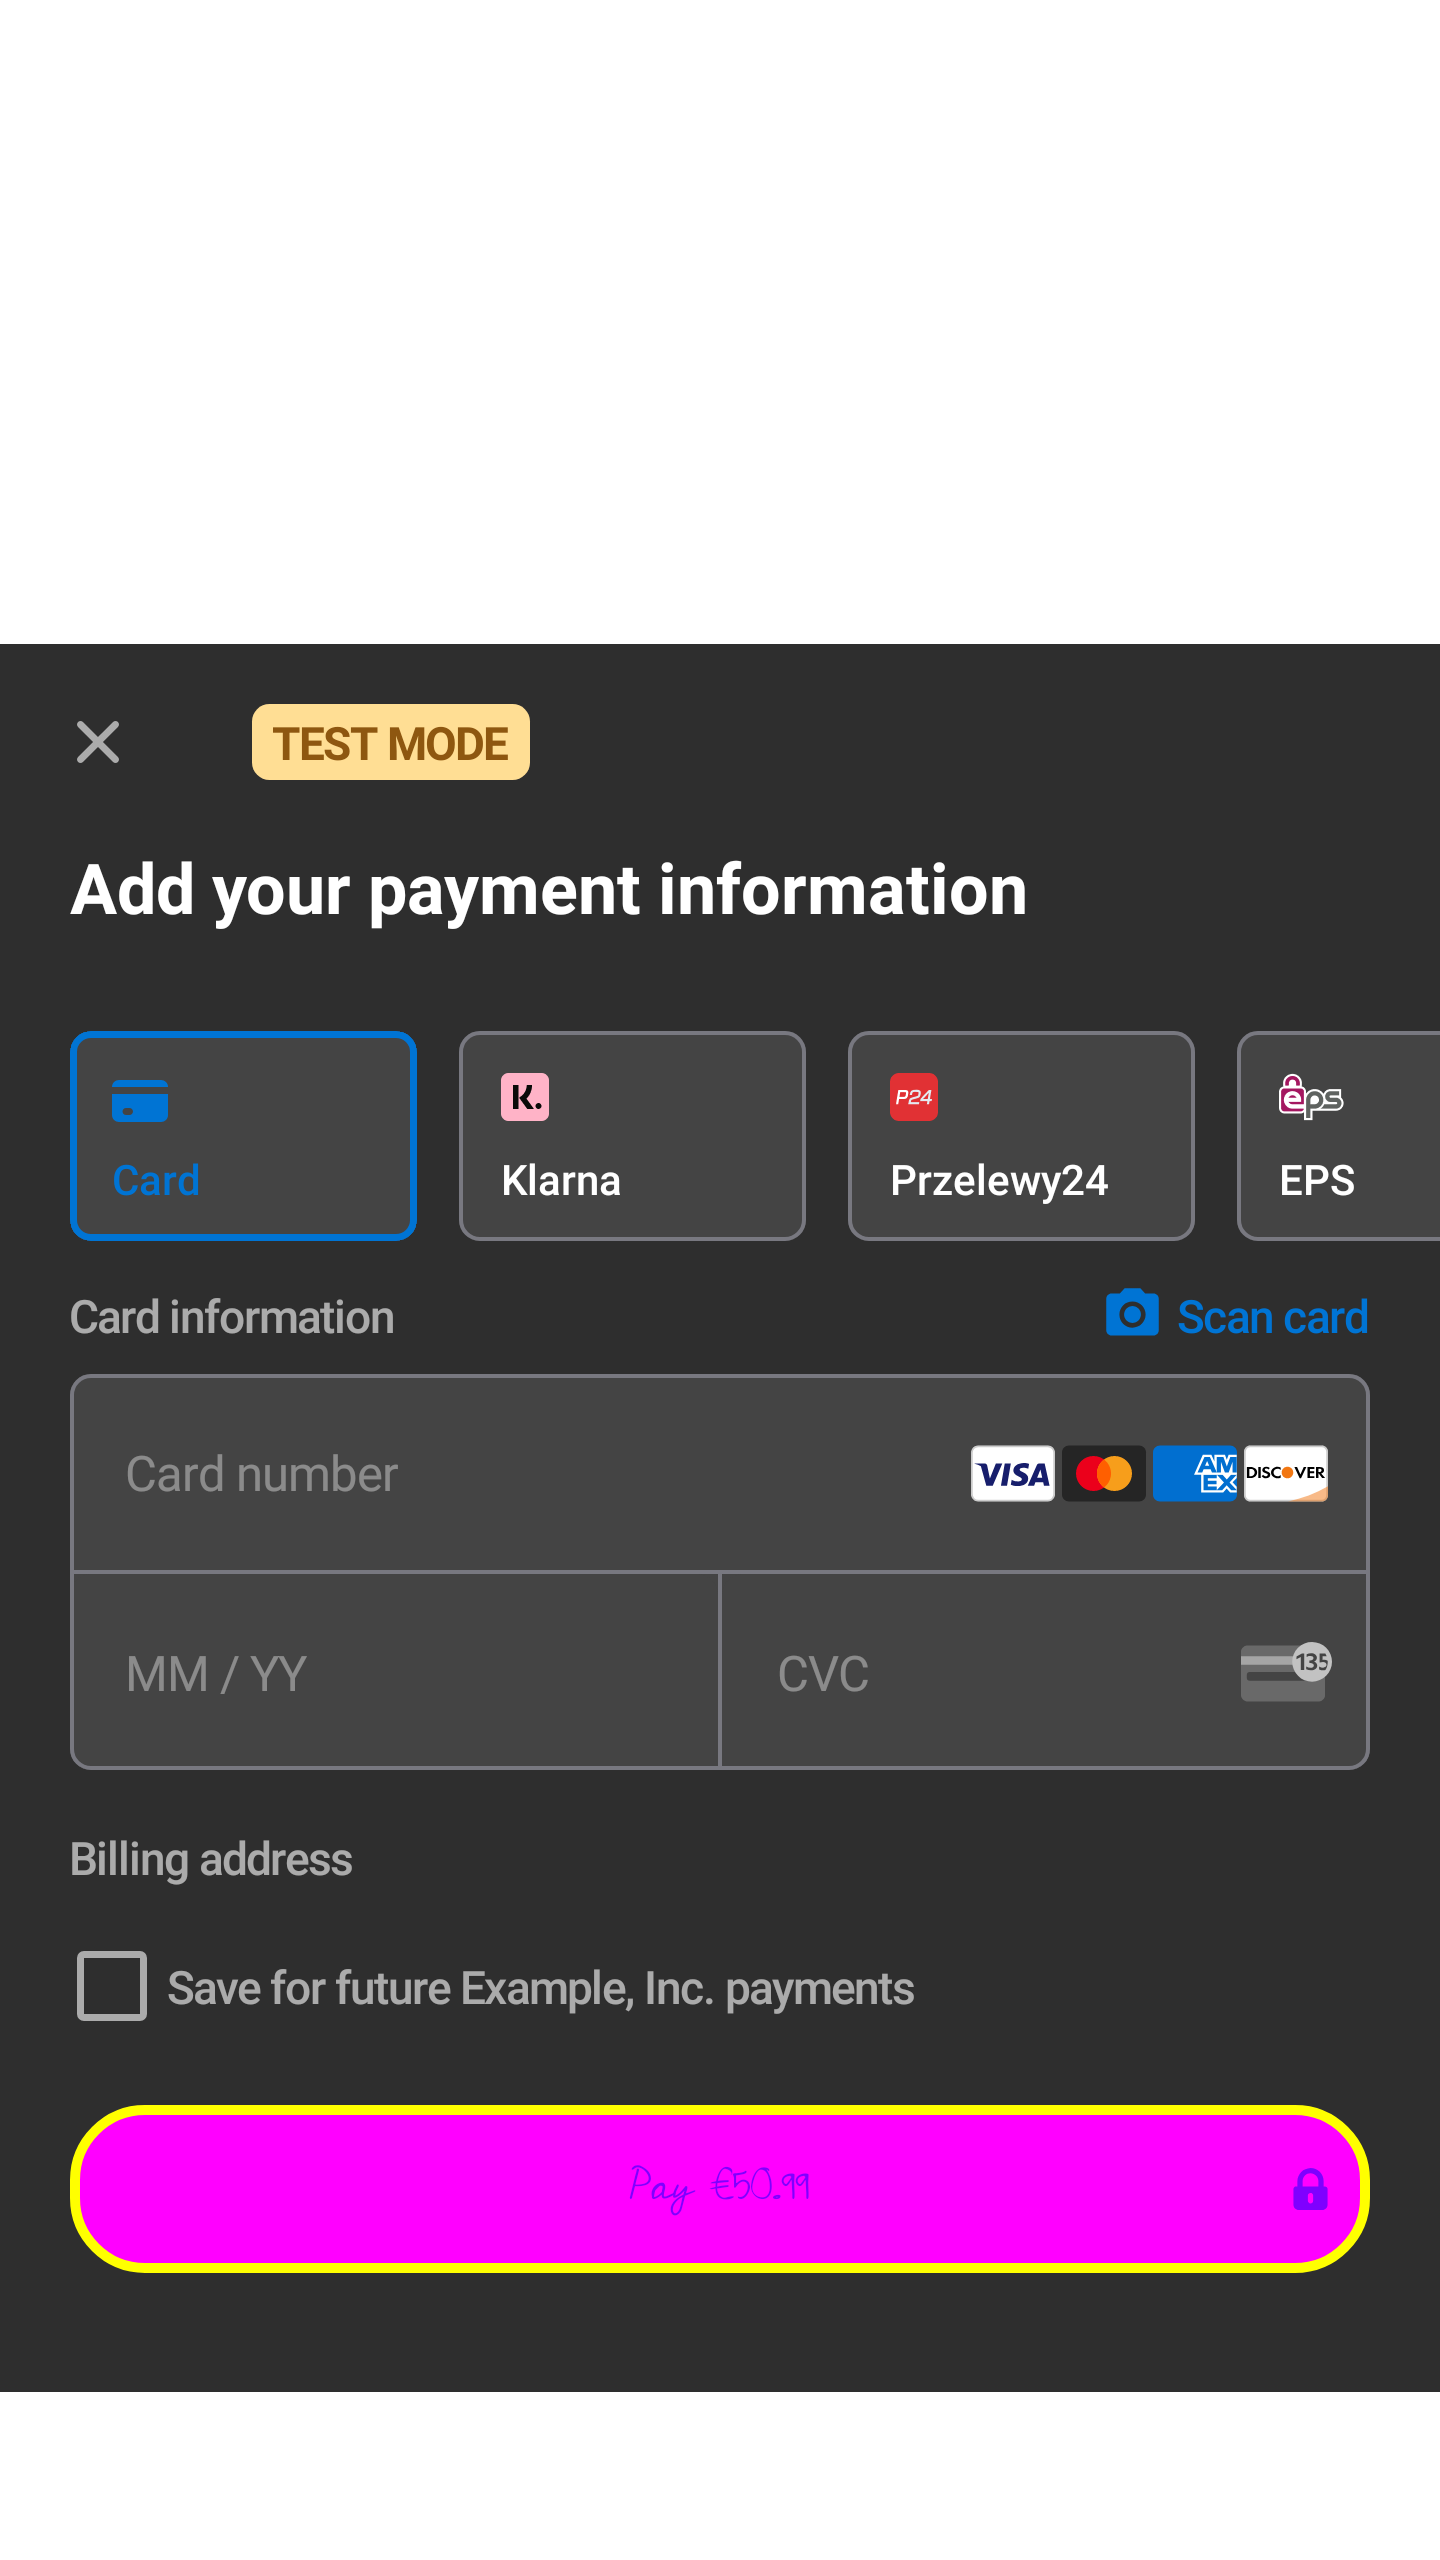 TEST MODE
Add your payment information
K.
Klarna
P24
Przelewy24
eps
EPS
Card
Card information
Scan card
Card number
VISA
AM
EX
DISCOVER
MM / YY
CVC
135
Billing address
Save for future Example, Inc. payments
Pay €50.99